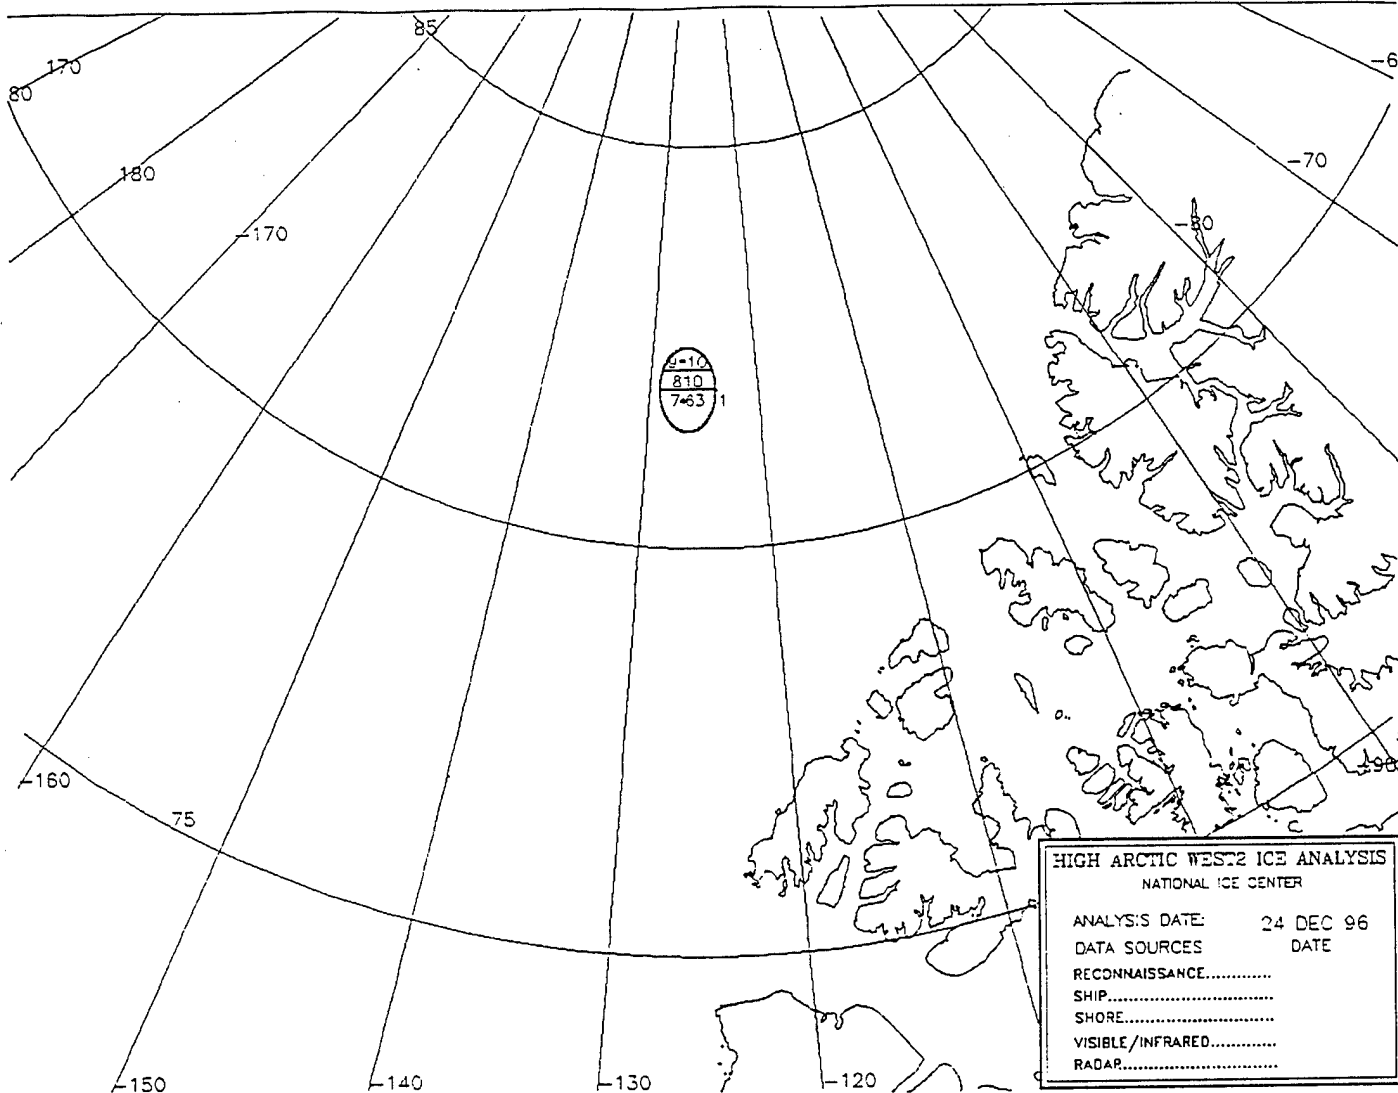 85
170
80
-6
-70
180
-80
-170
9-10
810
7•63 1
-160
75
-90
HIGH ARCTIC WEST2 ICE ANALYSIS
NATIONAL ICE CENTER
ANALYSIS DATE: 24 DEC 96
DATA SOURCES DATE
RECONNAISSANCE.............
SHIP................................
SHORE.............................
VISIBLE/INFRARED.............
RADAR..............................
-150
-140
-130
-120